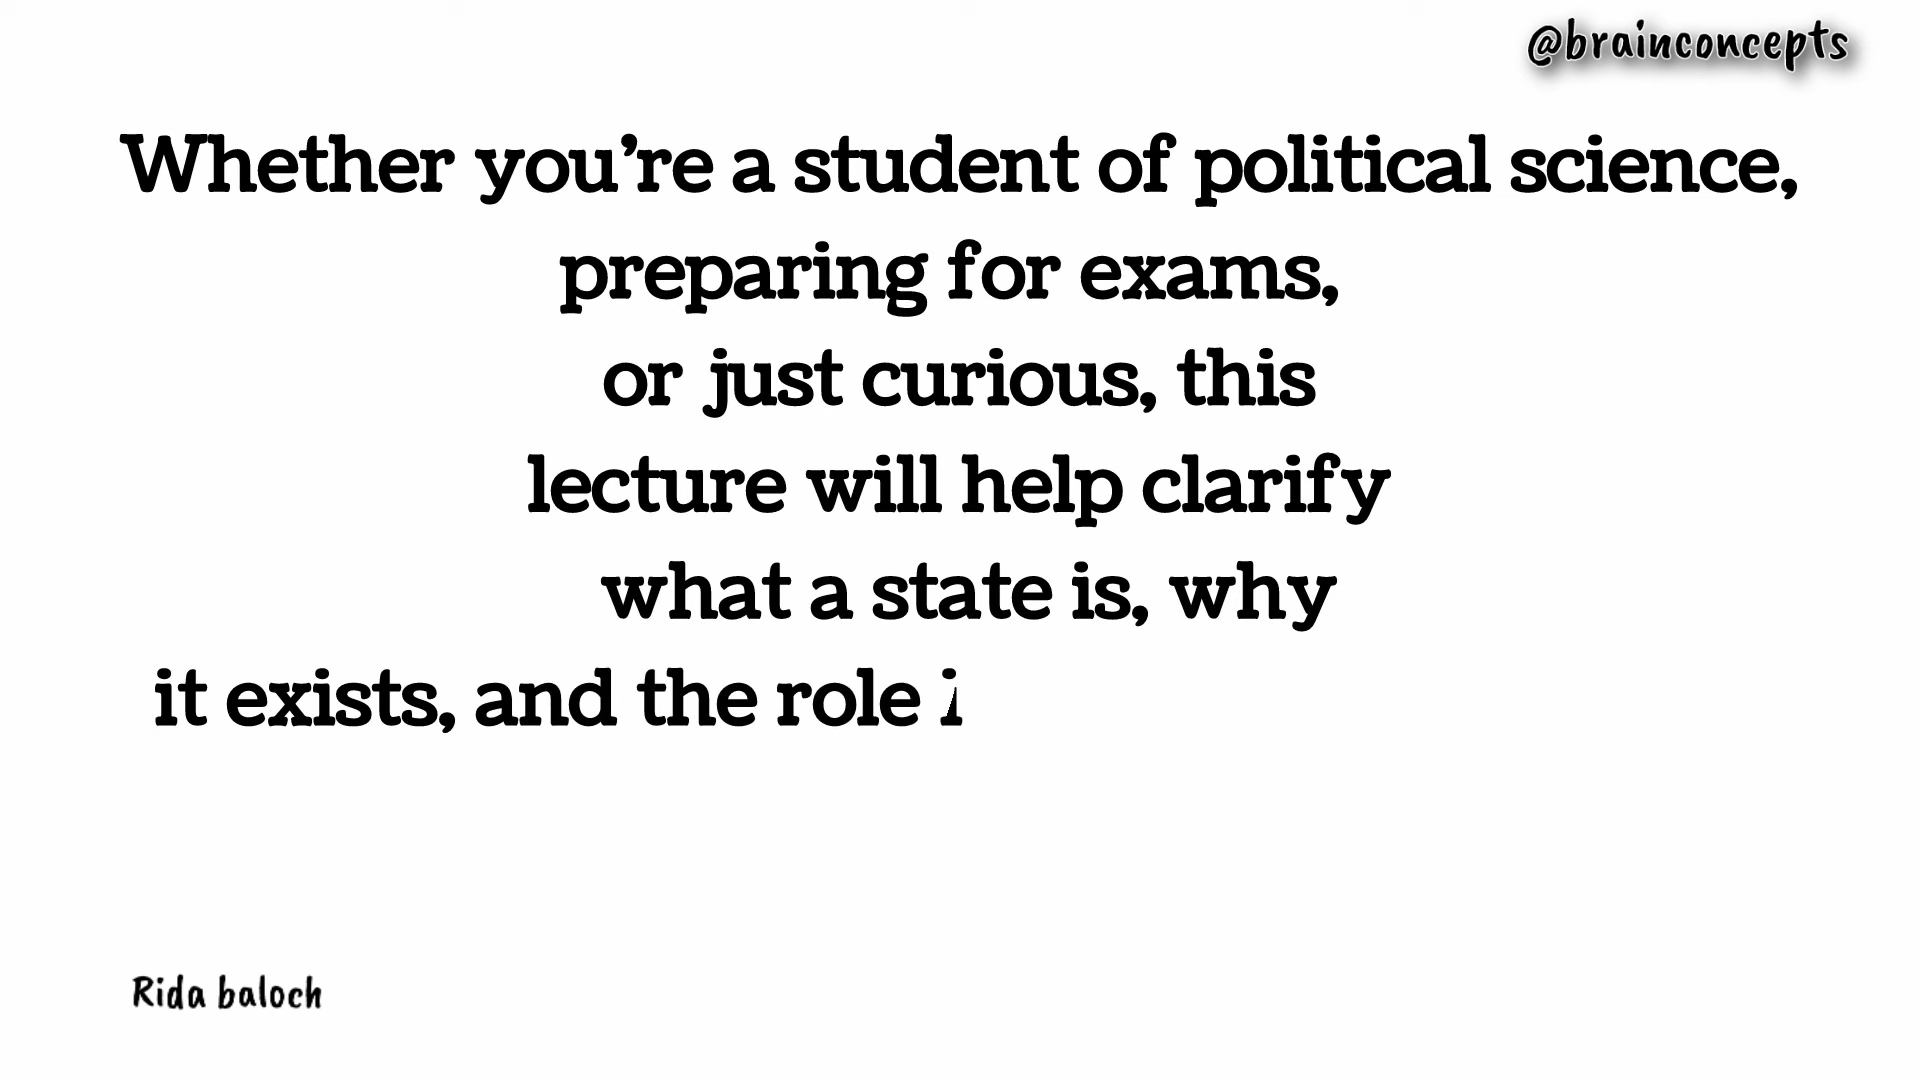 @brainconcepts
Whether you’re a student of political science,
preparing for exams,
or just curious, this
lecture will help clarify
what a state is, why
it exists, and the role i
Rida baloch